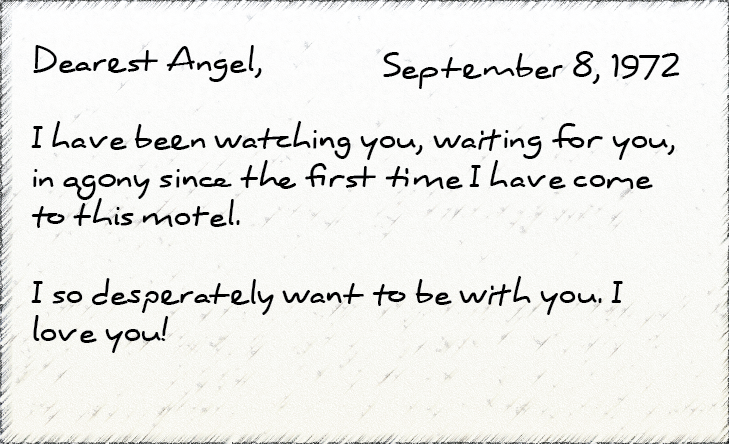 Dearest Angel, September 8, 1972
I have been watching you, waiting for you,
in agony since the first time I have come
to this motel.
I so desperately want to be with you. I
love you!